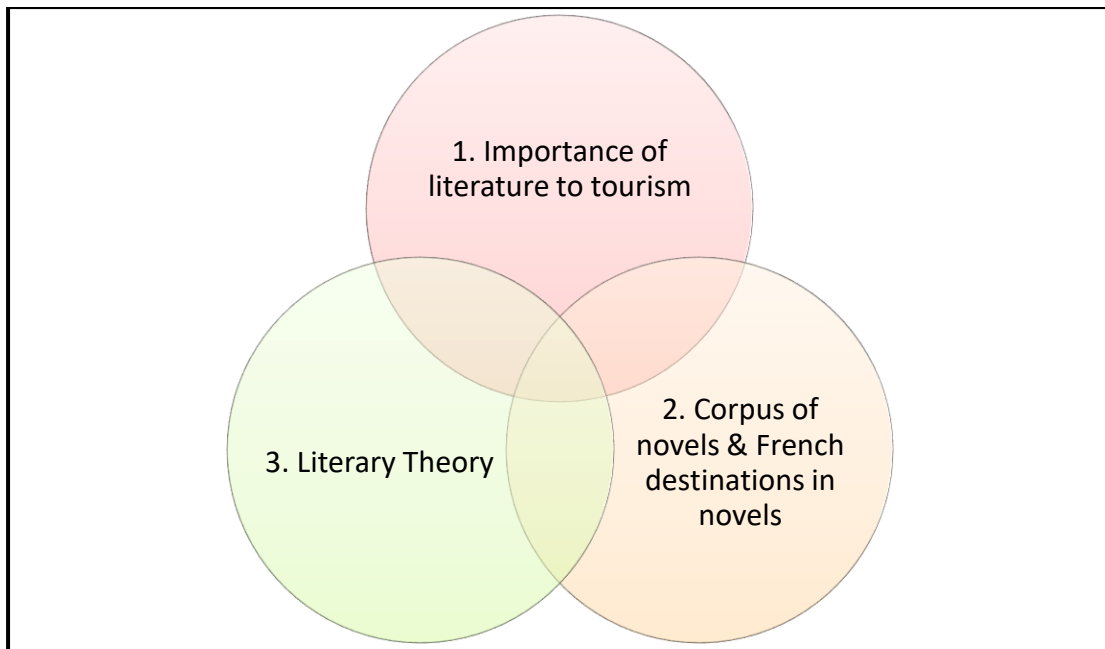 1. Importance of
literature to tourism
2. Corpus of
novels & French
destinations in
novels
3. Literary Theory